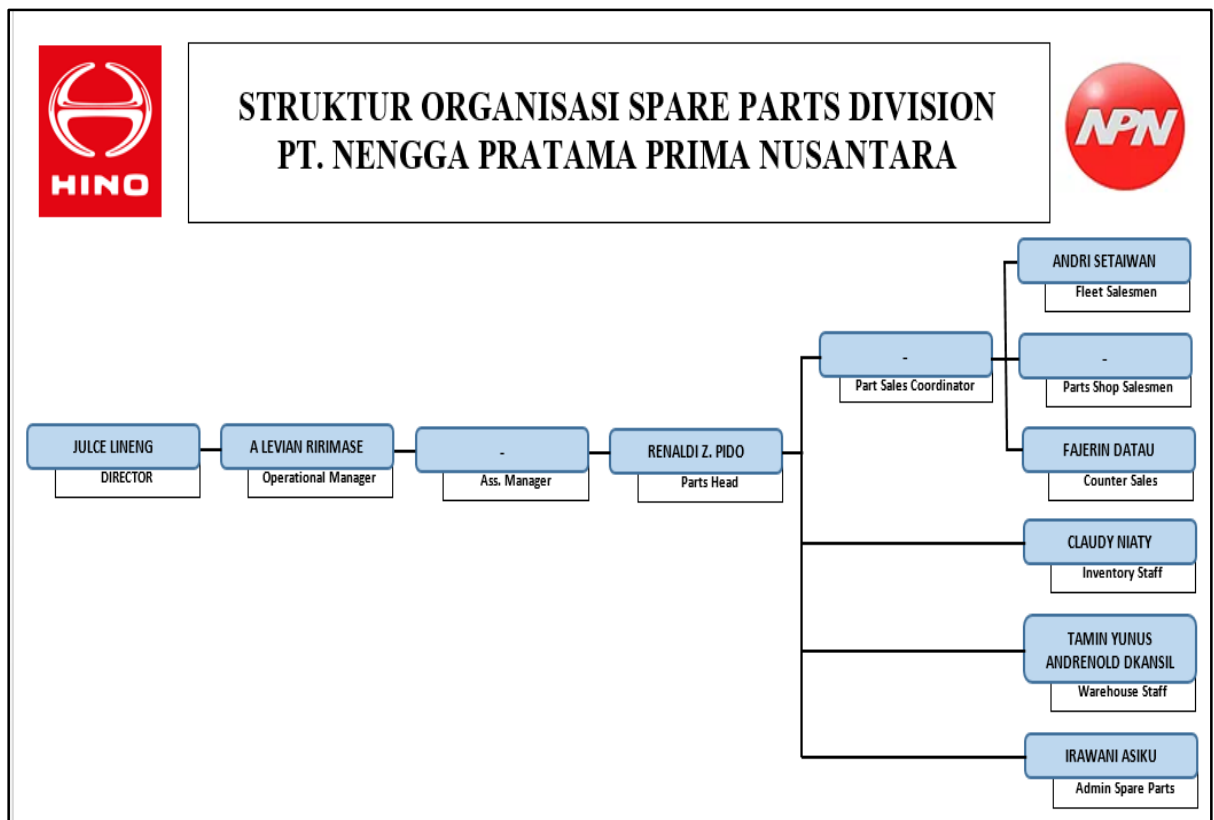 HINO
STRUKTUR ORGANISASI SPARE PARTS DIVISION
PT. NENGGA PRATAMA PRIMA NUSANTARA
NPN
ANDRI SETAIWAN
Fleet Salesmen
-
Part Sales Coordinator
-
Parts Shop Salesmen
JULCE LINENG
DIRECTOR
A LEVIAN RIRIMASE
Operational Manager
-
Ass. Manager
RENALDI Z. PIDO
Parts Head
FAJERIN DATAU
Counter Sales
CLAUDY NIATY
Inventory Staff
TAMIN YUNUS
ANDRENOLD DKANSIL
Warehouse Staff
IRAWANI ASIKU
Admin Spare Parts